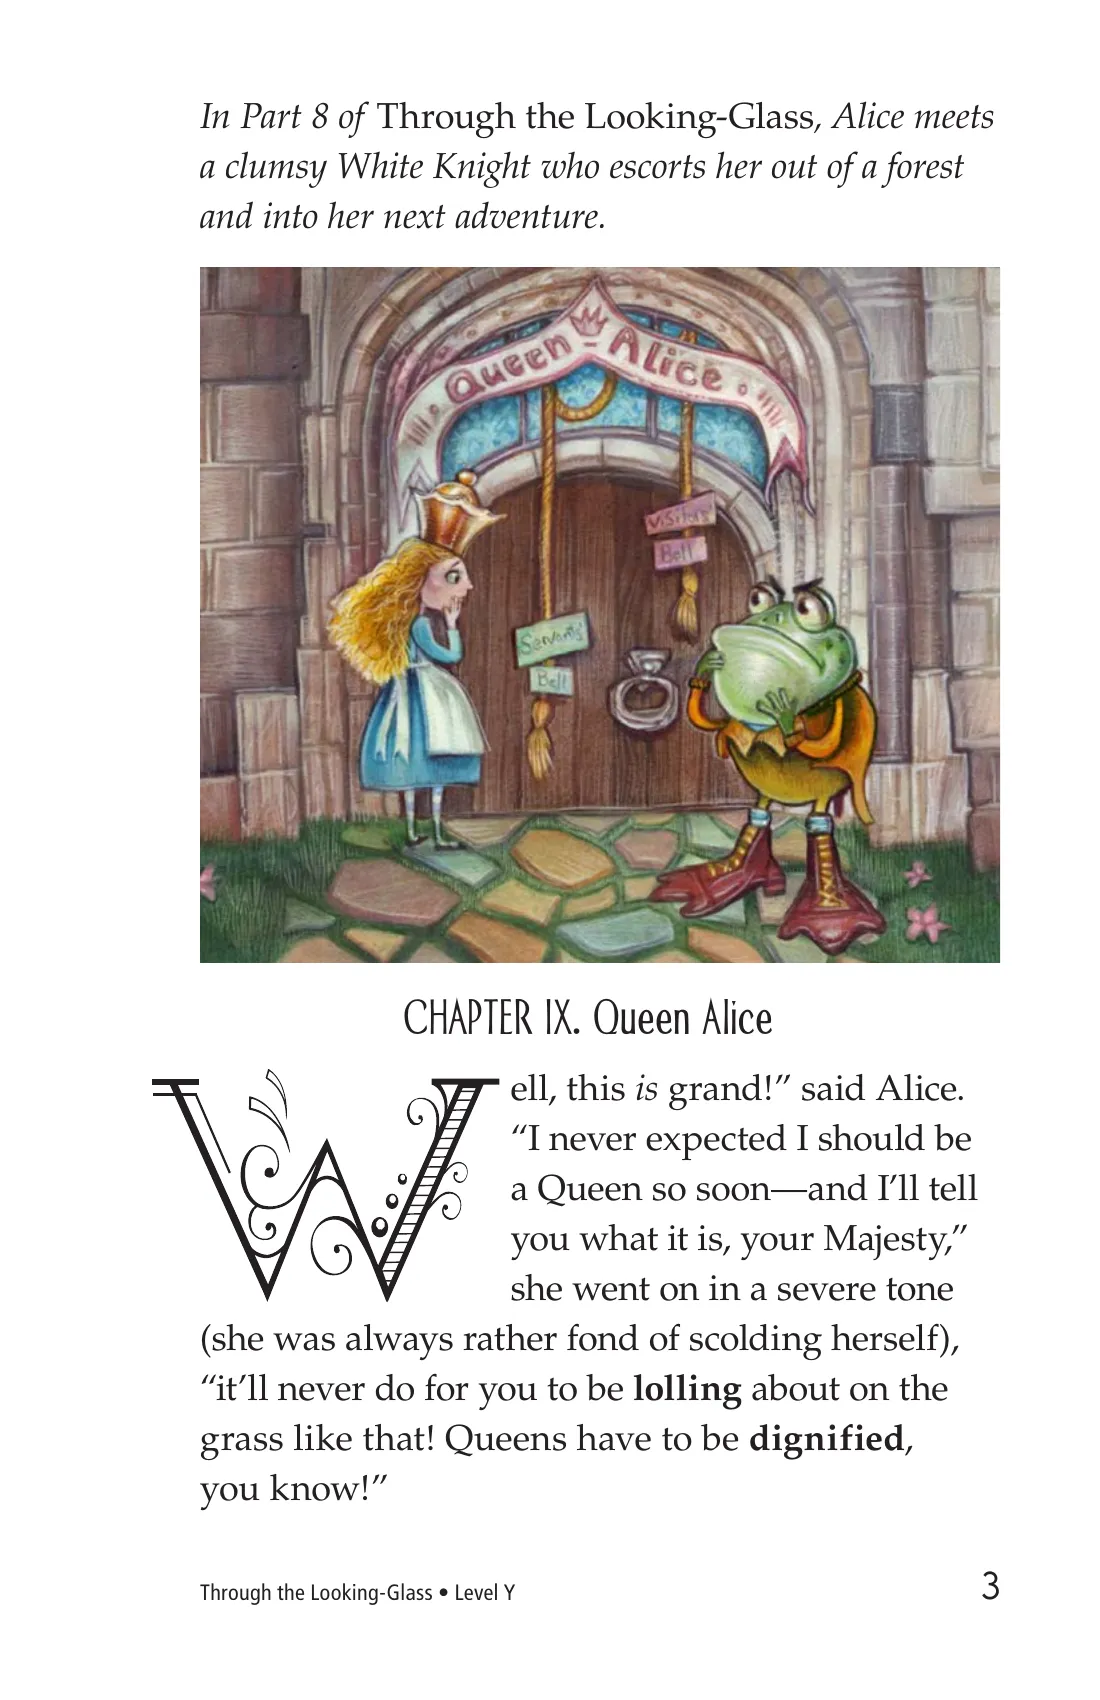 In Part 8 of Through the Looking-Glass, Alice meets
a clumsy White Knight who escorts her out of a forest
and into her next adventure.
Queen Alice
Visitors'
Bell
Servants'
Bell
CHAPTER IX. Queen Alice
Well, this is grand!” said Alice.
“I never expected I should be
a Queen so soon—and I’ll tell
you what it is, your Majesty,”
she went on in a severe tone
(she was always rather fond of scolding herself),
“it’ll never do for you to be lolling about on the
grass like that! Queens have to be dignified,
you know!”
Through the Looking-Glass • Level Y
3